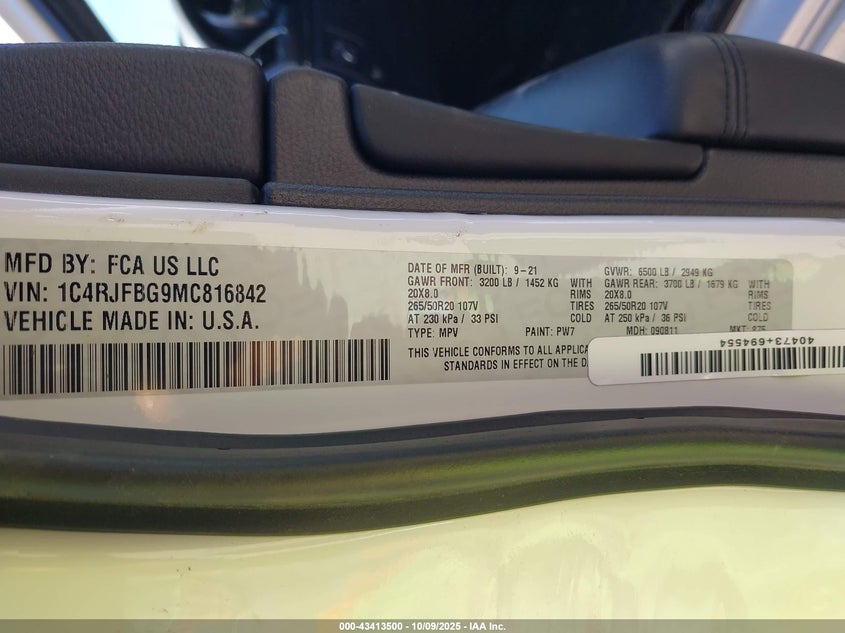 MFD BY: FCA US LLC
VIN: 1C4RJFBG9MC816842
VEHICLE MADE IN: U.S.A.
DATE OF MFR (BUILT): 9-21 GVWR: 6500 LB / 2949 KG
GAWR FRONT: 3200 LB / 1452 KG WITH GAWR REAR: 3700 LB / 1679 KG WITH
20X8.0 RIMS 20X8.0 RIMS
265/50R20 107V TIRES 265/50R20 107V TIRES
AT 230 kPa / 33 PSI COLD AT 250 kPa / 36 PSI COLD
TYPE: MPV PAINT: PW7 MDH: 090811 MKT: 875
THIS VEHICLE CONFORMS TO ALL APPLICA
STANDARDS IN EFFECT ON THE D
40473+694554
000-43413500 - 10/09/2025 - IAA Inc.